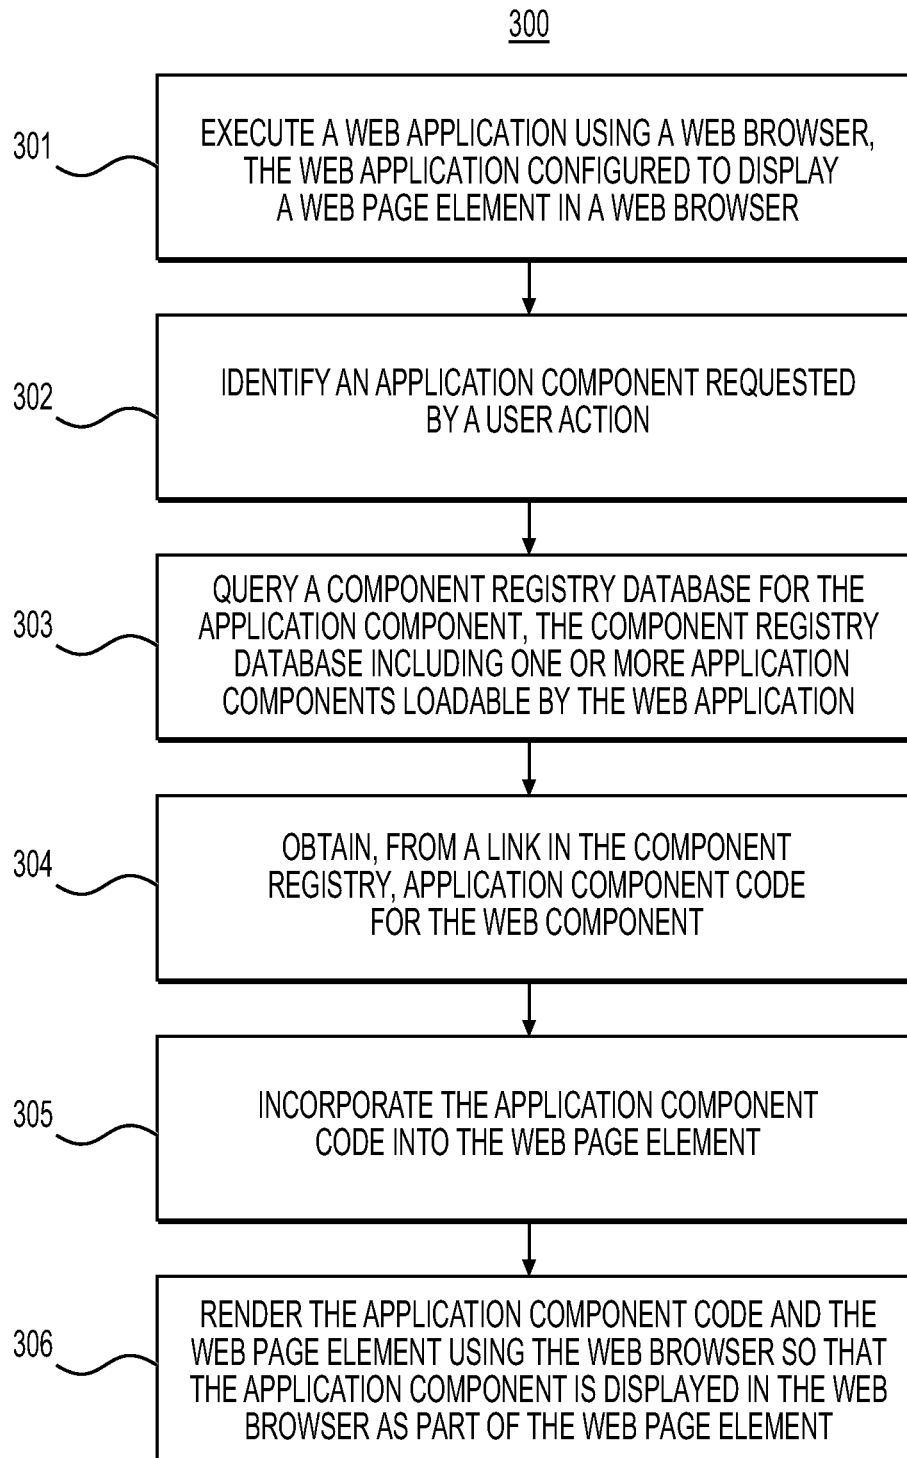 300
301
EXECUTE A WEB APPLICATION USING A WEB BROWSER,
THE WEB APPLICATION CONFIGURED TO DISPLAY
A WEB PAGE ELEMENT IN A WEB BROWSER
302
IDENTIFY AN APPLICATION COMPONENT REQUESTED
BY A USER ACTION
303
QUERY A COMPONENT REGISTRY DATABASE FOR THE
APPLICATION COMPONENT, THE COMPONENT REGISTRY
DATABASE INCLUDING ONE OR MORE APPLICATION
COMPONENTS LOADABLE BY THE WEB APPLICATION
304
OBTAIN, FROM A LINK IN THE COMPONENT
REGISTRY, APPLICATION COMPONENT CODE
FOR THE WEB COMPONENT
305
INCORPORATE THE APPLICATION COMPONENT
CODE INTO THE WEB PAGE ELEMENT
306
RENDER THE APPLICATION COMPONENT CODE AND THE
WEB PAGE ELEMENT USING THE WEB BROWSER SO THAT
THE APPLICATION COMPONENT IS DISPLAYED IN THE WEB
BROWSER AS PART OF THE WEB PAGE ELEMENT